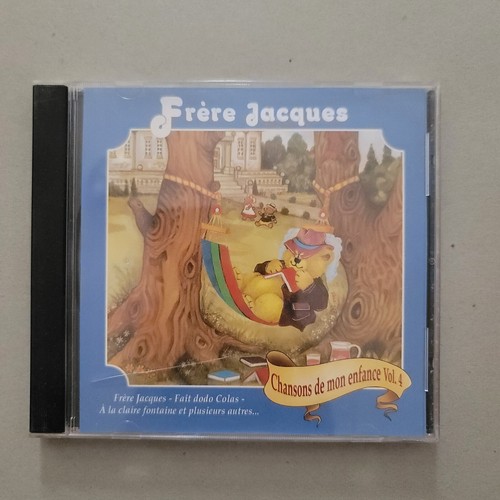 Frère Jacques
Chansons de mon enfance Vol. 4
Frère Jacques - Fait dodo Colas -
À la claire fontaine et plusieurs autres...